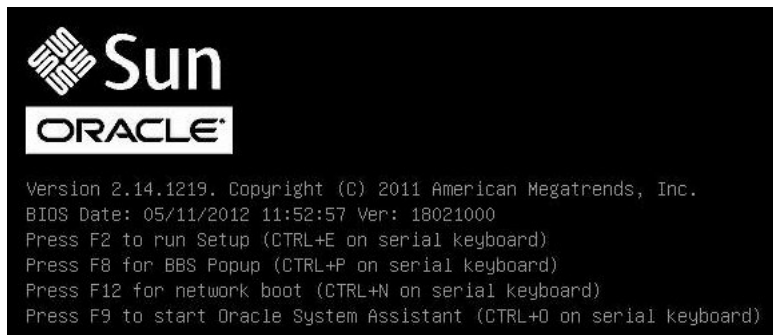 Sun
ORACLE
Version 2.14.1219. Copyright (C) 2011 American Megatrends, Inc.
BIOS Date: 05/11/2012 11:52:57 Ver: 18021000
Press F2 to run Setup (CTRL+E on serial keyboard)
Press F8 for BBS Popup (CTRL+P on serial keyboard)
Press F12 for network boot (CTRL+N on serial keyboard)
Press F9 to start Oracle System Assistant (CTRL+O on serial keyboard)